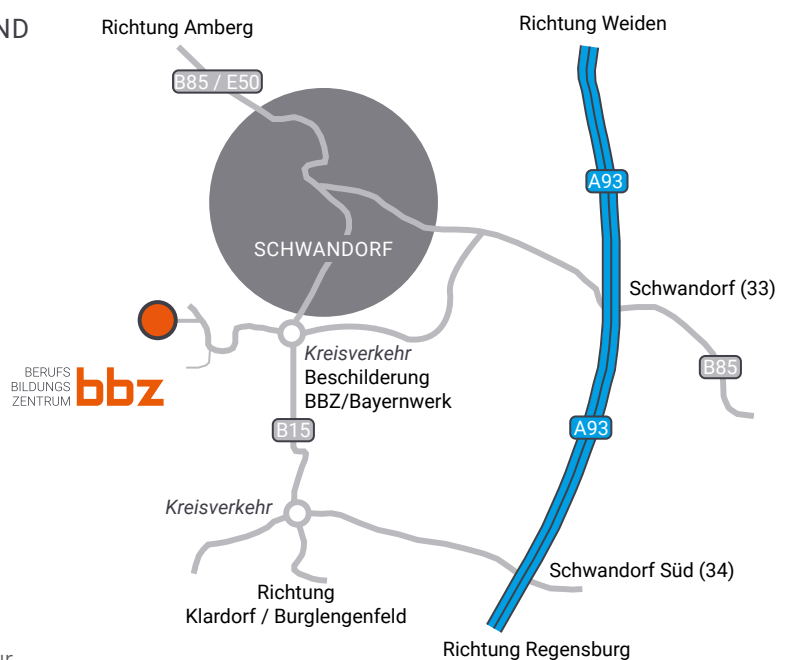 ND
Richtung Amberg
Richtung Weiden
B85 / E50
A93
SCHWANDORF
Schwandorf (33)
Kreisverkehr
Beschilderung
BBZ/Bayernwerk
B85
BERUFS
BILDUNGS
ZENTRUM
bbz
A93
B15
Kreisverkehr
Schwandorf Süd (34)
Richtung
Klardorf / Burglengenfeld
Richtung Regensburg